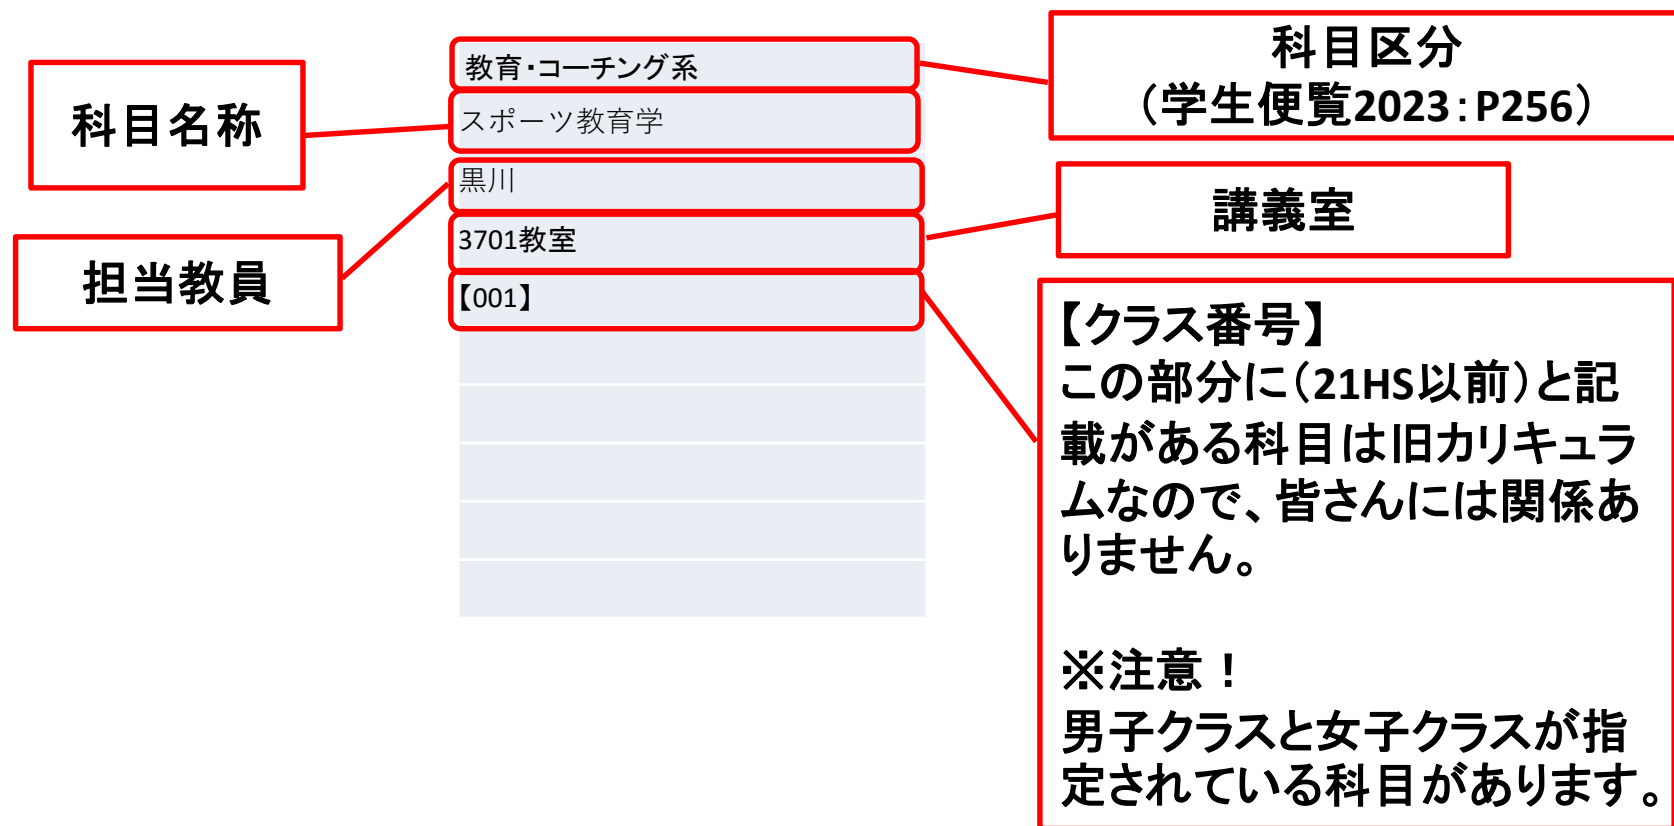 科目名称
担当教員
教育・コーチング系
スポーツ教育学
黒川
3701教室
【001】
科目区分
（学生便覧2023：P256）
講義室
【クラス番号】
この部分に（21HS以前）と記
載がある科目は旧カリキュラ
ムなので、皆さんには関係あ
りません。
※注意！
男子クラスと女子クラスが指
定されている科目があります。